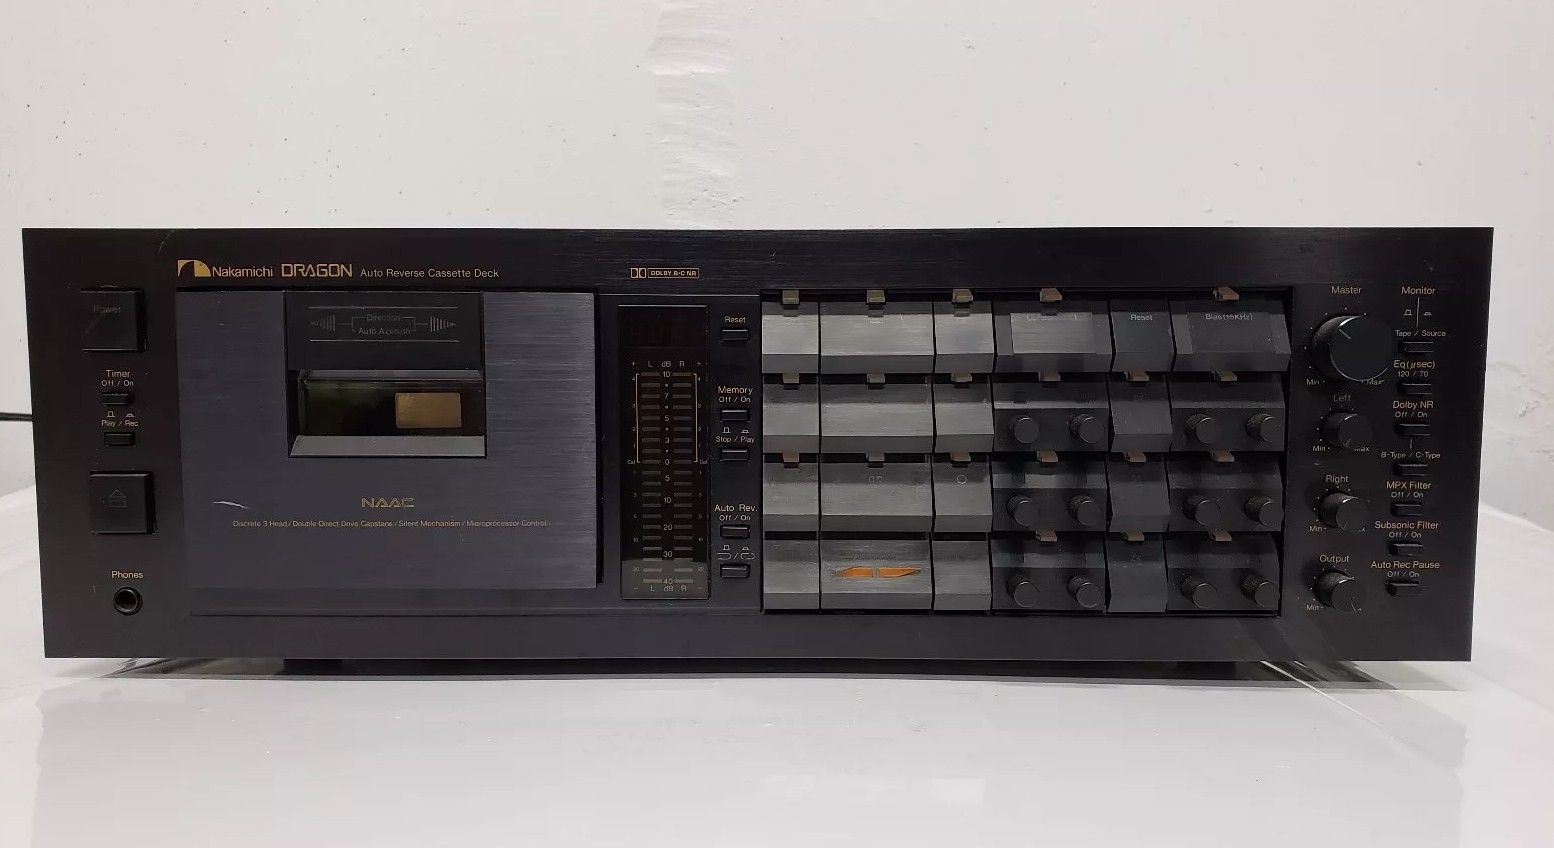 Nakamichi DRAGON Auto Reverse Cassette Deck
DOLBY B-C NR
Power
Timer
Off / On
Play / Rec
Phones
Direction
Auto Azimuth
NAAC
Discrete 3 Head / Double Direct Drive Capstans / Silent Mechanism / Microprocessor Control
+ L dB R +
10
7
5
3
0
5
10
20
30
40
- L dB R -
Cal
Cal
Reset
Memory
Off / On
Stop / Play
Auto Rev.
Off / On
Reset
Bias (15KHz)
Master
Min
Max
Left
Min
Max
Right
Min
Output
Min
Monitor
Tape / Source
Eq (μsec)
120 / 70
Dolby NR
Off / On
B-Type / C-Type
MPX Filter
Off / On
Subsonic Filter
Off / On
Auto Rec Pause
Off / On